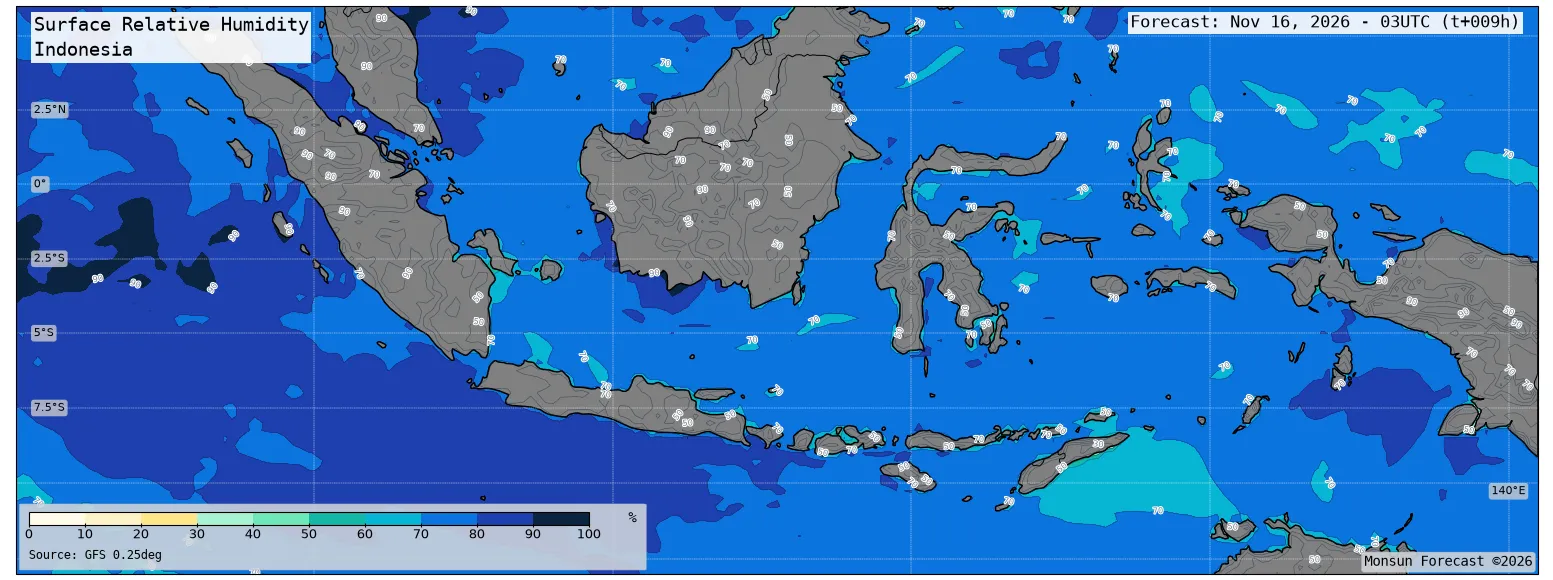 Surface Relative Humidity
Indonesia
Forecast: Nov 16, 2026 - 03UTC (t+009h)
2.5°N
0°
2.5°S
5°S
7.5°S
140°E
%
0 10 20 30 40 50 60 70 80 90 100
Source: GFS 0.25deg
Monsun Forecast ©2026